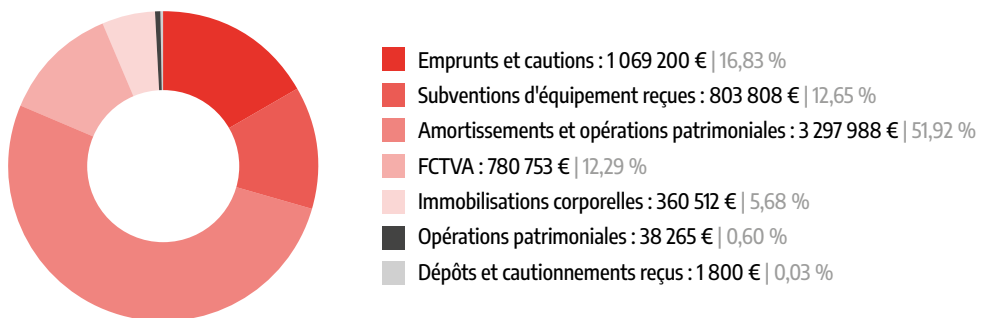 Emprunts et cautions : 1 069 200 € | 16,83 %
Subventions d'équipement reçues : 803 808 € | 12,65 %
Amortissements et opérations patrimoniales : 3 297 988 € | 51,92 %
FCTVA : 780 753 € | 12,29 %
Immobilisations corporelles : 360 512 € | 5,68 %
Opérations patrimoniales : 38 265 € | 0,60 %
Dépôts et cautionnements reçus : 1 800 € | 0,03 %